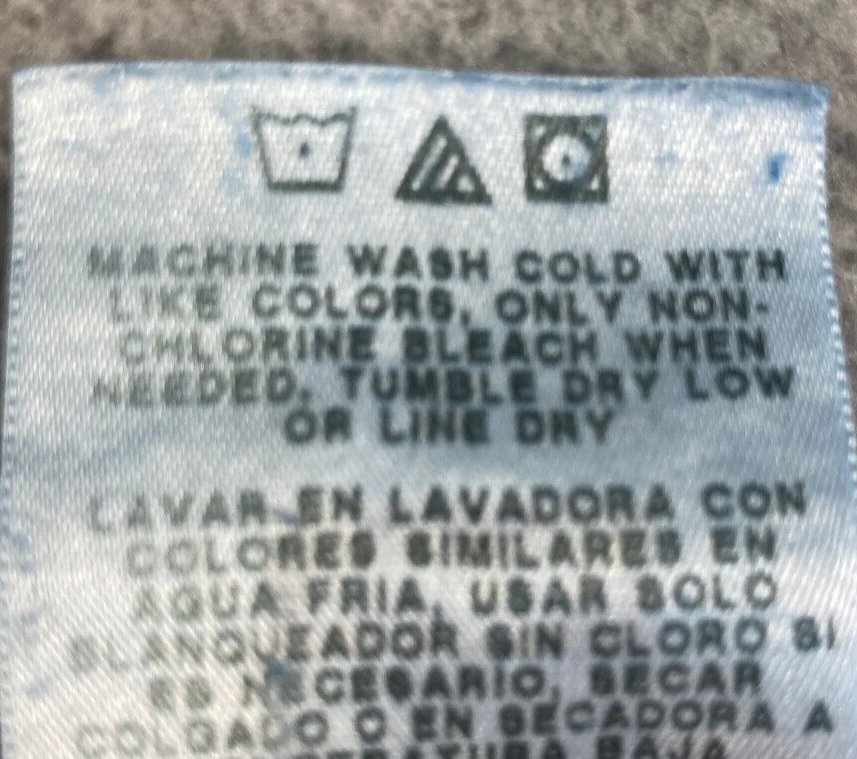 MACHINE WASH COLD WITH
LIKE COLORS, ONLY NON-
CHLORINE BLEACH WHEN
NEEDED. TUMBLE DRY LOW
OR LINE DRY
LAVAR EN LAVADORA CON
COLORES SIMILARES EN
AGUA FRIA. USAR SOLO
BLANQUEADOR SIN CLORO SI
ES NECESARIO. SECAR
COLGADO O EN SECADORA A
BAJA